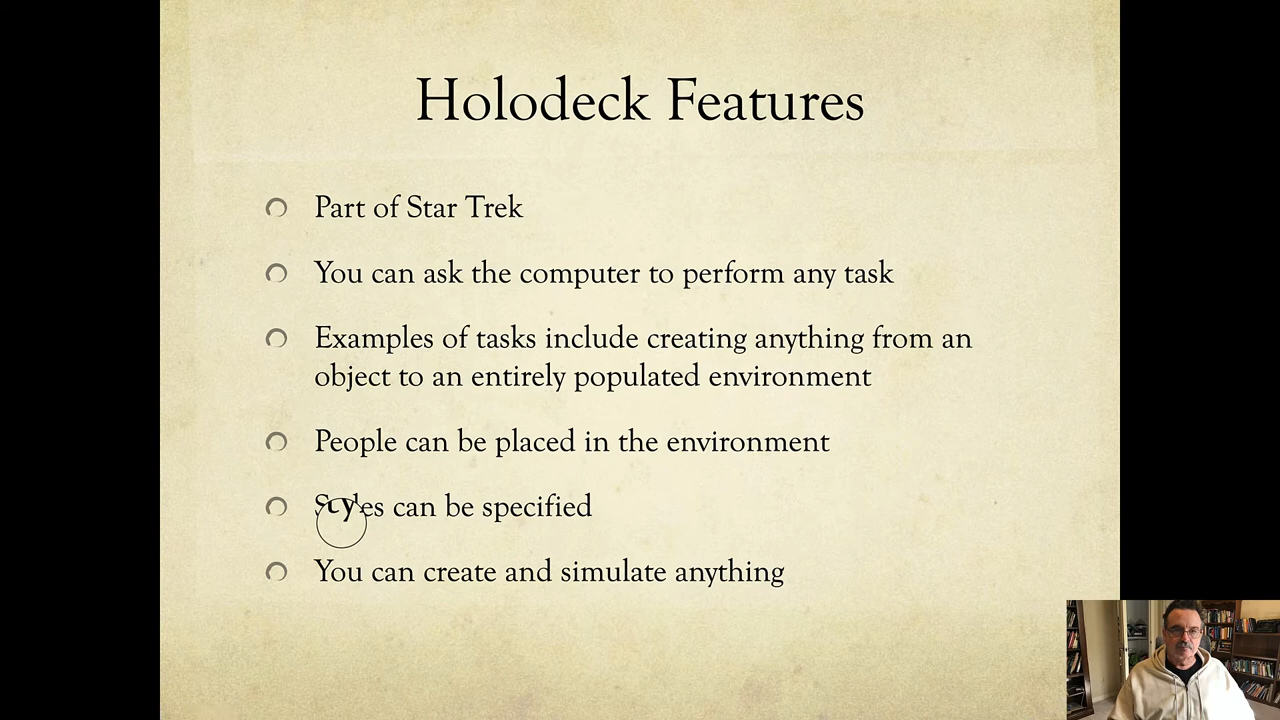 Holodeck Features
Part of Star Trek
You can ask the computer to perform any task
Examples of tasks include creating anything from an
object to an entirely populated environment
People can be placed in the environment
Styles can be specified
You can create and simulate anything